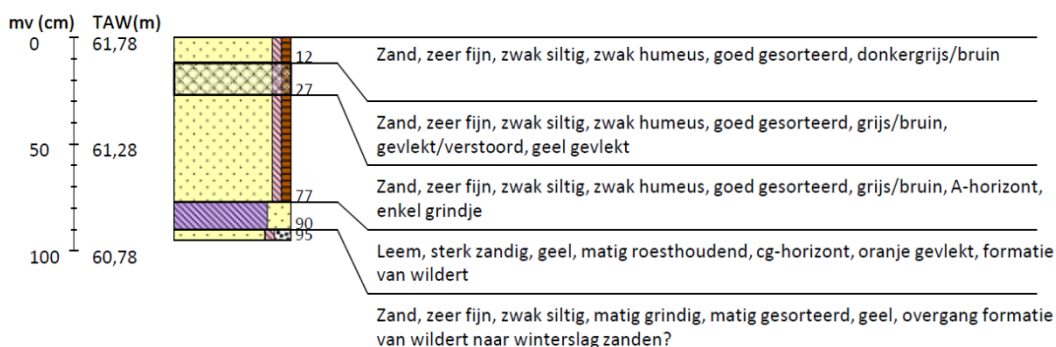 mv (cm) TAW(m)
0 61,78
12
27
50 61,28
77
90
95
100 60,78
Zand, zeer fijn, zwak siltig, zwak humeus, goed gesorteerd, donkergrijs/bruin
Zand, zeer fijn, zwak siltig, zwak humeus, goed gesorteerd, grijs/bruin,
gevlekt/verstoord, geel gevlekt
Zand, zeer fijn, zwak siltig, zwak humeus, goed gesorteerd, grijs/bruin, A-horizont,
enkel grindje
Leem, sterk zandig, geel, matig roesthoudend, cg-horizont, oranje gevlekt, formatie
van wildert
Zand, zeer fijn, zwak siltig, matig grindig, matig gesorteerd, geel, overgang formatie
van wildert naar winterslag zanden?